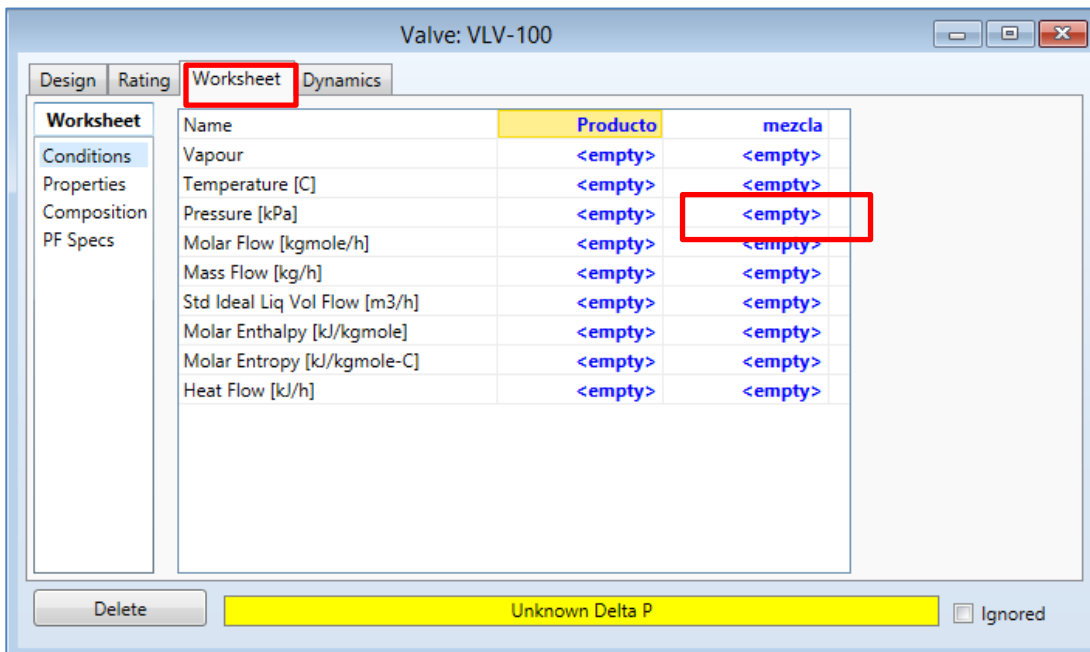 Valve: VLV-100
Design Rating Worksheet Dynamics
Worksheet
Conditions
Properties
Composition
PF Specs
Name Producto mezcla
Vapour <empty> <empty>
Temperature [C] <empty> <empty>
Pressure [kPa] <empty> <empty>
Molar Flow [kgmole/h] <empty> <empty>
Mass Flow [kg/h] <empty> <empty>
Std Ideal Liq Vol Flow [m3/h] <empty> <empty>
Molar Enthalpy [kJ/kgmole] <empty> <empty>
Molar Entropy [kJ/kgmole-C] <empty> <empty>
Heat Flow [kJ/h] <empty> <empty>
Delete Unknown Delta P Ignored